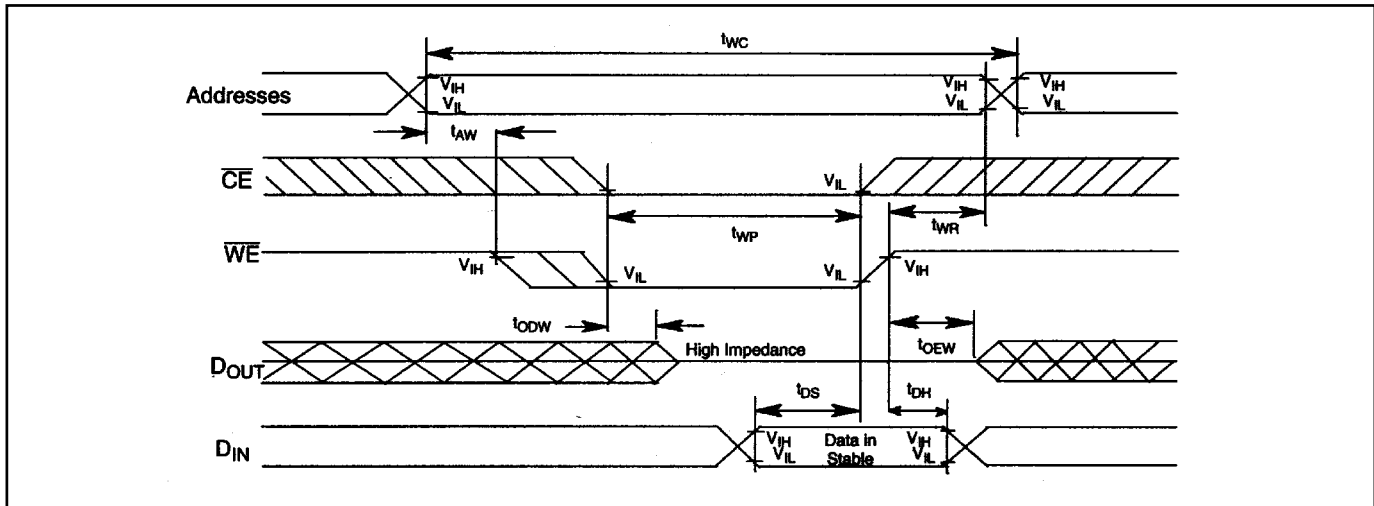 tWC
Addresses
VIH VIH VIH
VIL VIL VIL
tAW
CE
VIL
tWP
tWR
WE
VIH VIL VIL VIH
tODW
DOUT
High Impedance
tOEW
tDS
tDH
DIN
VIH Data in VIH
VIL Stable VIL